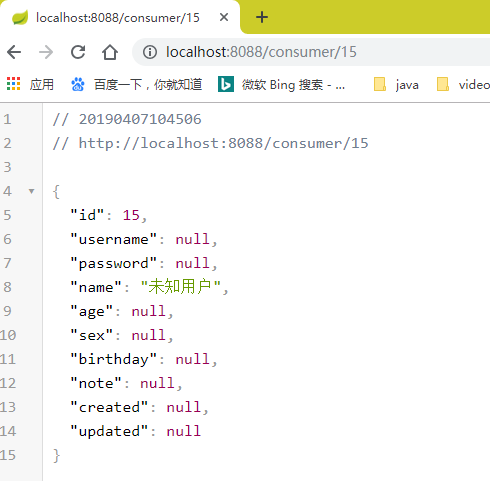 localhost:8088/consumer/15
localhost:8088/consumer/15
应用 百度一下，你就知道 微软 Bing 搜索 - ... java video
1 // 20190407104506
2 // http://localhost:8088/consumer/15
3
4 {
5 "id": 15,
6 "username": null,
7 "password": null,
8 "name": "未知用户",
9 "age": null,
10 "sex": null,
11 "birthday": null,
12 "note": null,
13 "created": null,
14 "updated": null
15 }